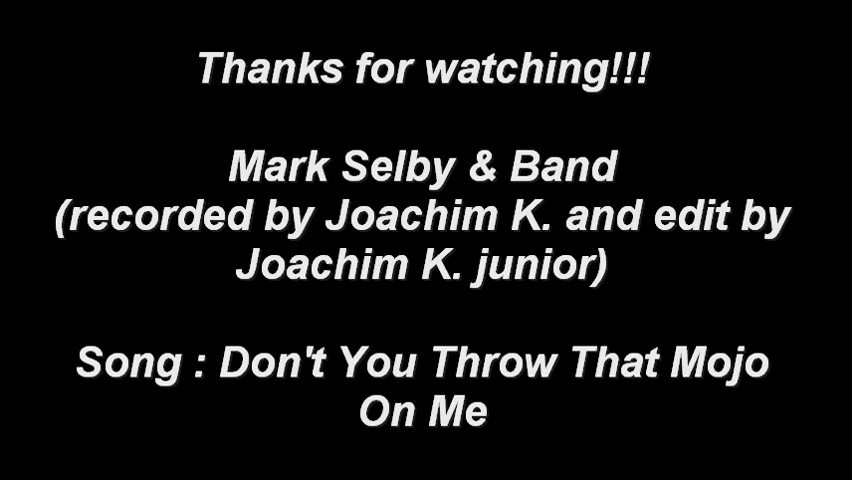 Thanks for watching!!!
Mark Selby & Band
(recorded by Joachim K. and edit by
Joachim K. junior)
Song : Don't You Throw That Mojo
On Me